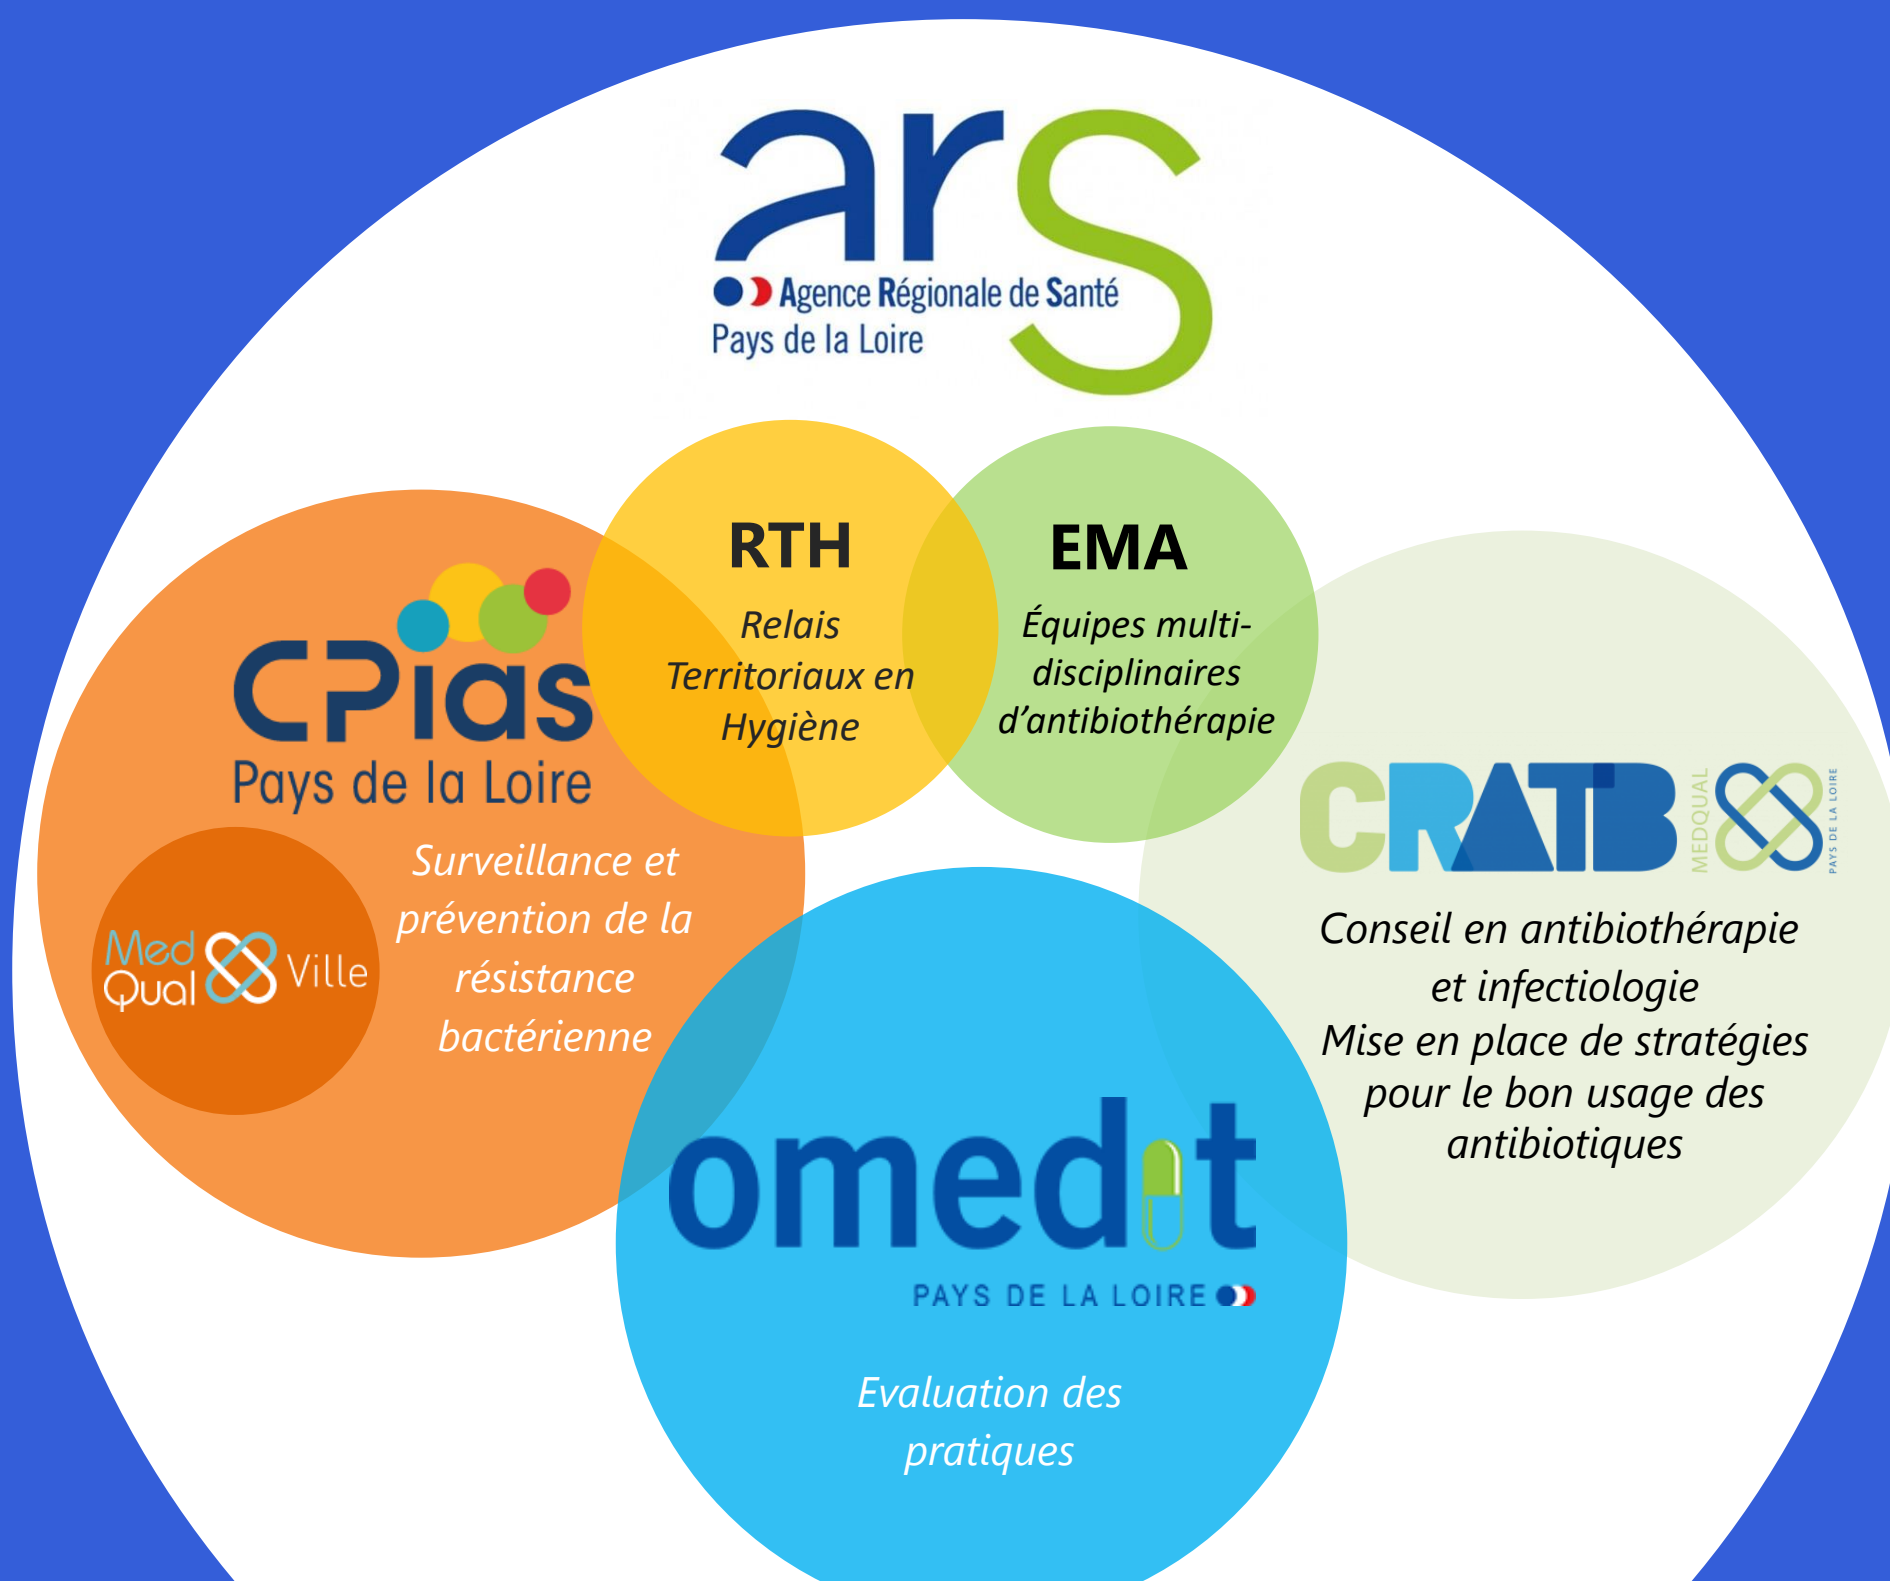 ars
Agence Régionale de Santé
Pays de la Loire
RTH
Relais
Territoriaux en
Hygiène
EMA
Équipes multi-
disciplinaires
d’antibiothérapie
CPias
Pays de la Loire
Surveillance et
prévention de la
résistance
bactérienne
Med
Qual
Ville
CRATB
MEDQUAL
PAYS DE LA LOIRE
Conseil en antibiothérapie
et infectiologie
Mise en place de stratégies
pour le bon usage des
antibiotiques
omedit
PAYS DE LA LOIRE
Evaluation des
pratiques